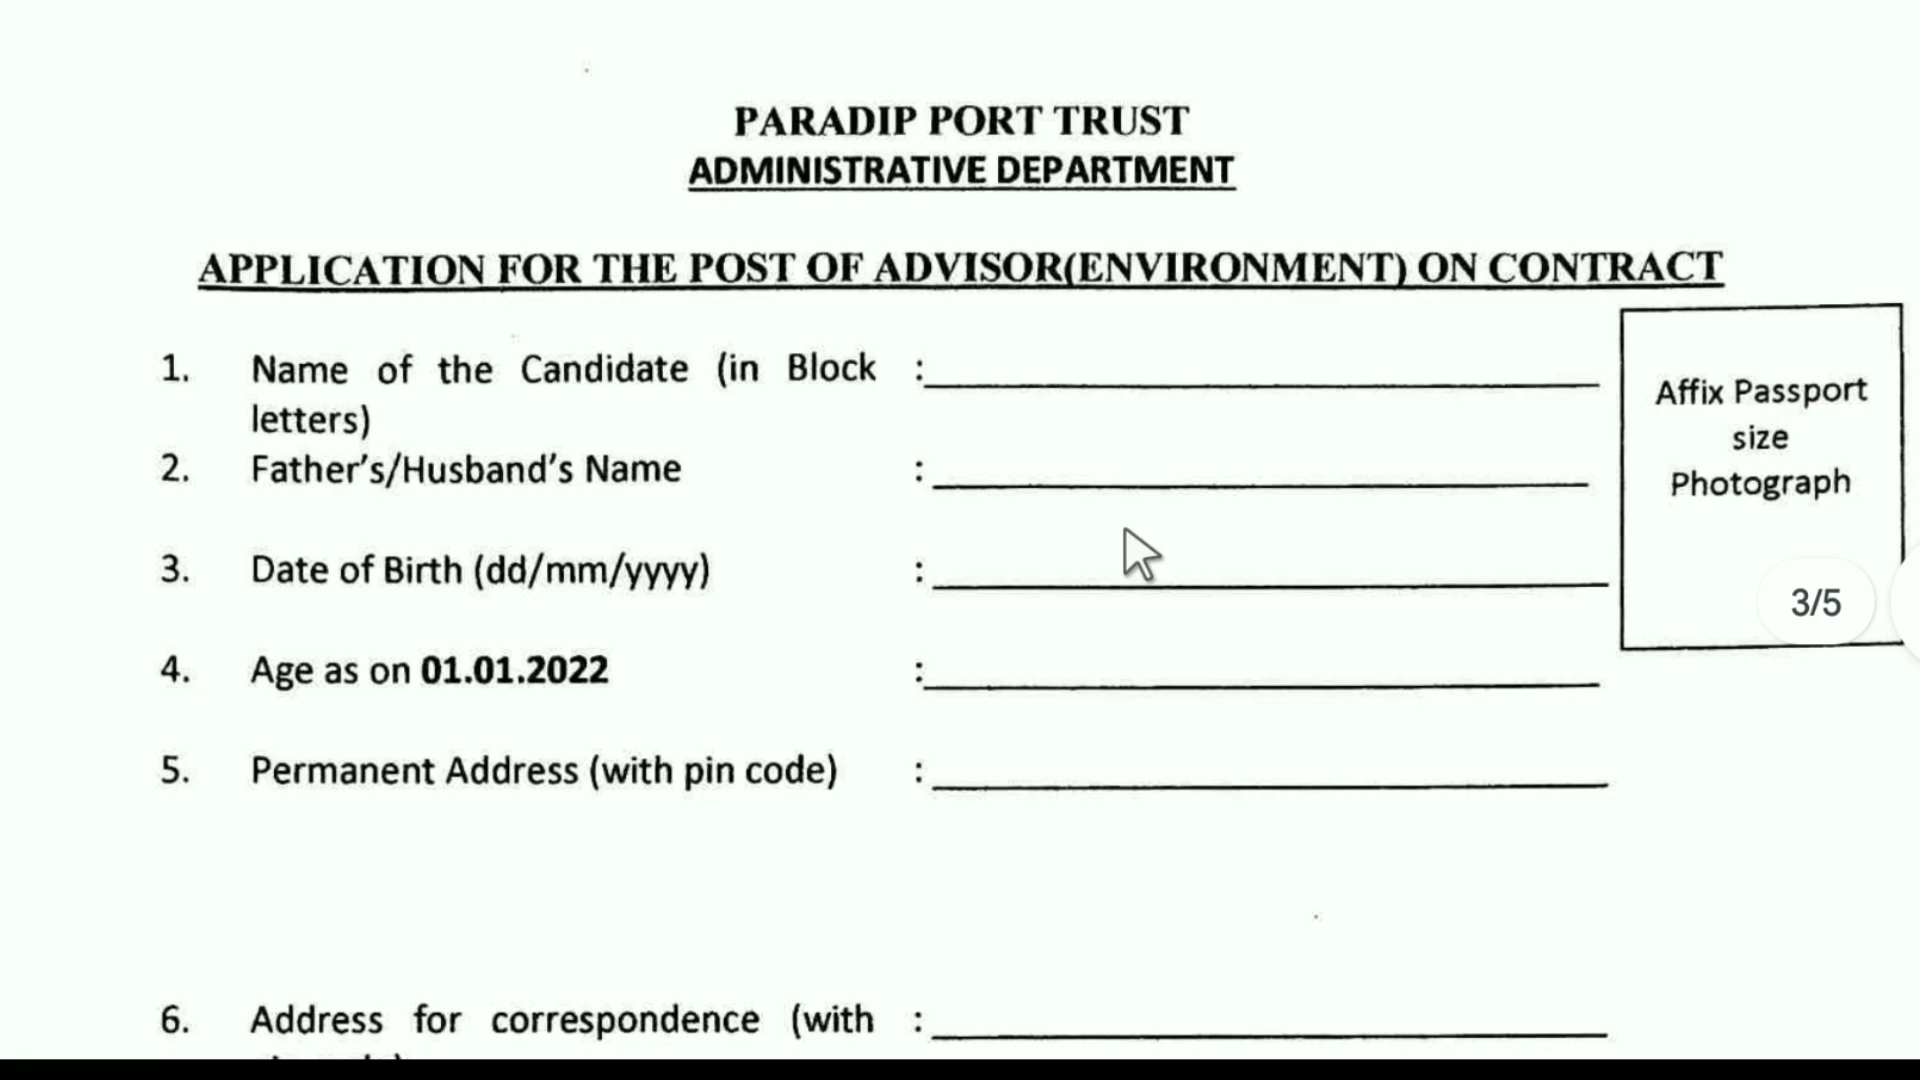 PARADIP PORT TRUST
ADMINISTRATIVE DEPARTMENT
APPLICATION FOR THE POST OF ADVISOR(ENVIRONMENT) ON CONTRACT
1. Name of the Candidate (in Block :
letters)
Affix Passport
size
Photograph
2. Father's/Husband's Name :
3. Date of Birth (dd/mm/yyyy) :
3/5
4. Age as on 01.01.2022 :
5. Permanent Address (with pin code) :
6. Address for correspondence (with :